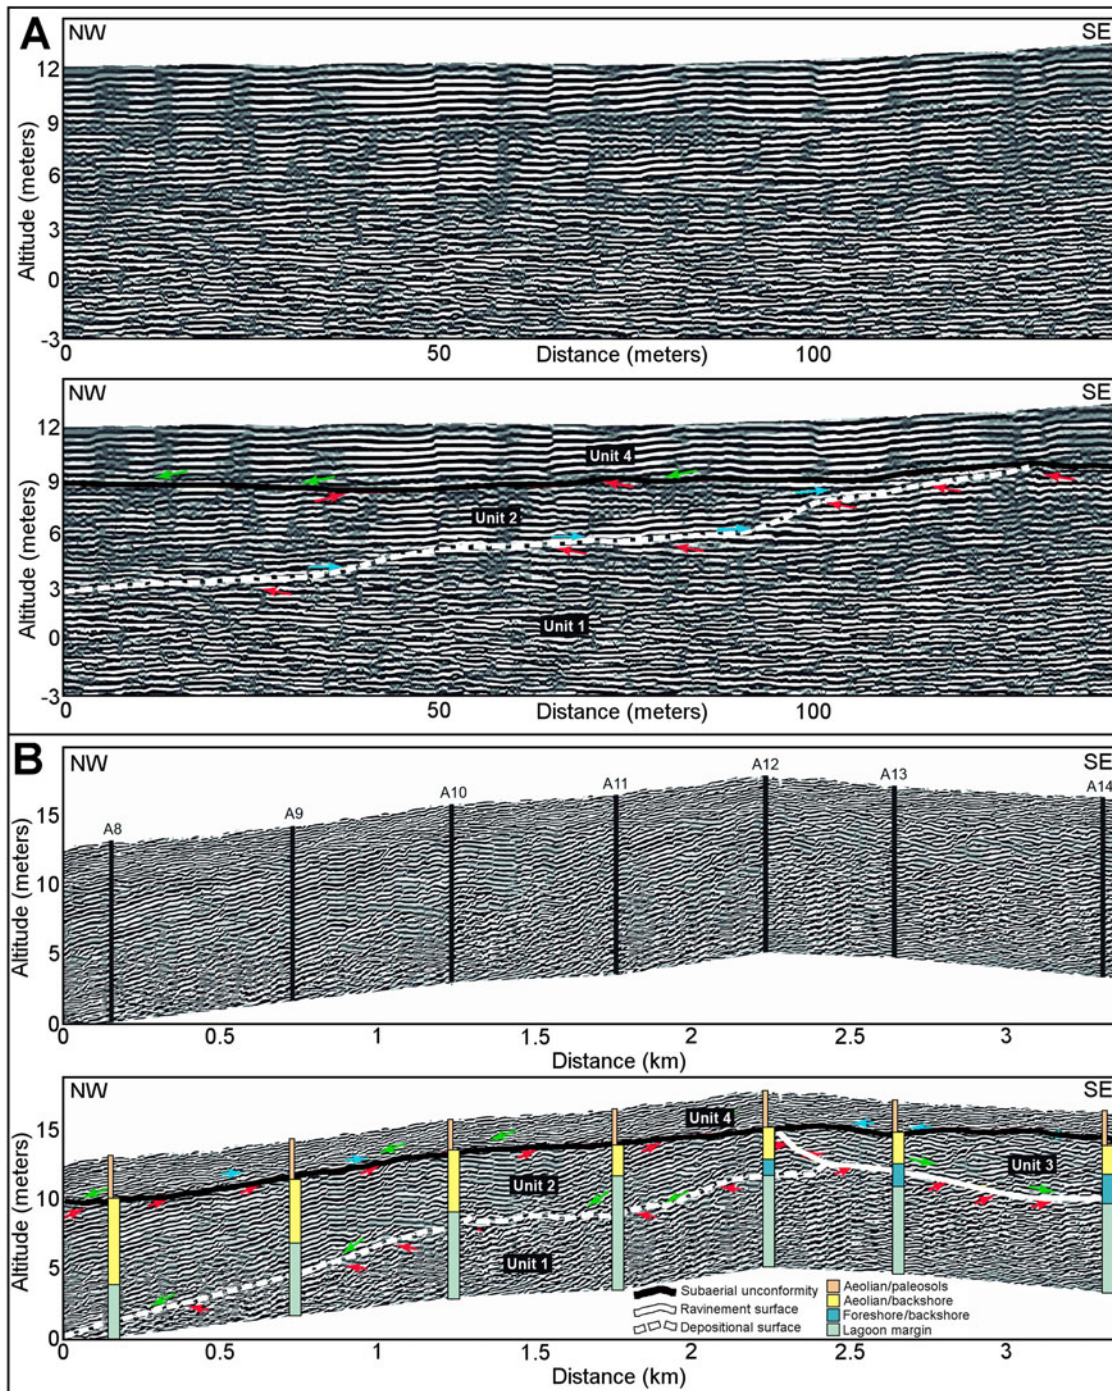 A
NW
SE
12
9
6
3
0
-3
Altitude (meters)
0
50
100
Distance (meters)
NW
SE
12
9
6
3
0
-3
Altitude (meters)
Unit 4
Unit 2
Unit 1
0
50
100
Distance (meters)
B
NW
SE
A8
A9
A10
A11
A12
A13
A14
15
10
5
0
Altitude (meters)
0
0.5
1
1.5
2
2.5
3
Distance (km)
NW
SE
15
10
5
0
Altitude (meters)
Unit 4
Unit 2
Unit 3
Unit 1
Subaerial unconformity
Ravinement surface
Depositional surface
Aeolian/paleosols
Aeolian/backshore
Foreshore/backshore
Lagoon margin
0
0.5
1
1.5
2
2.5
3
Distance (km)